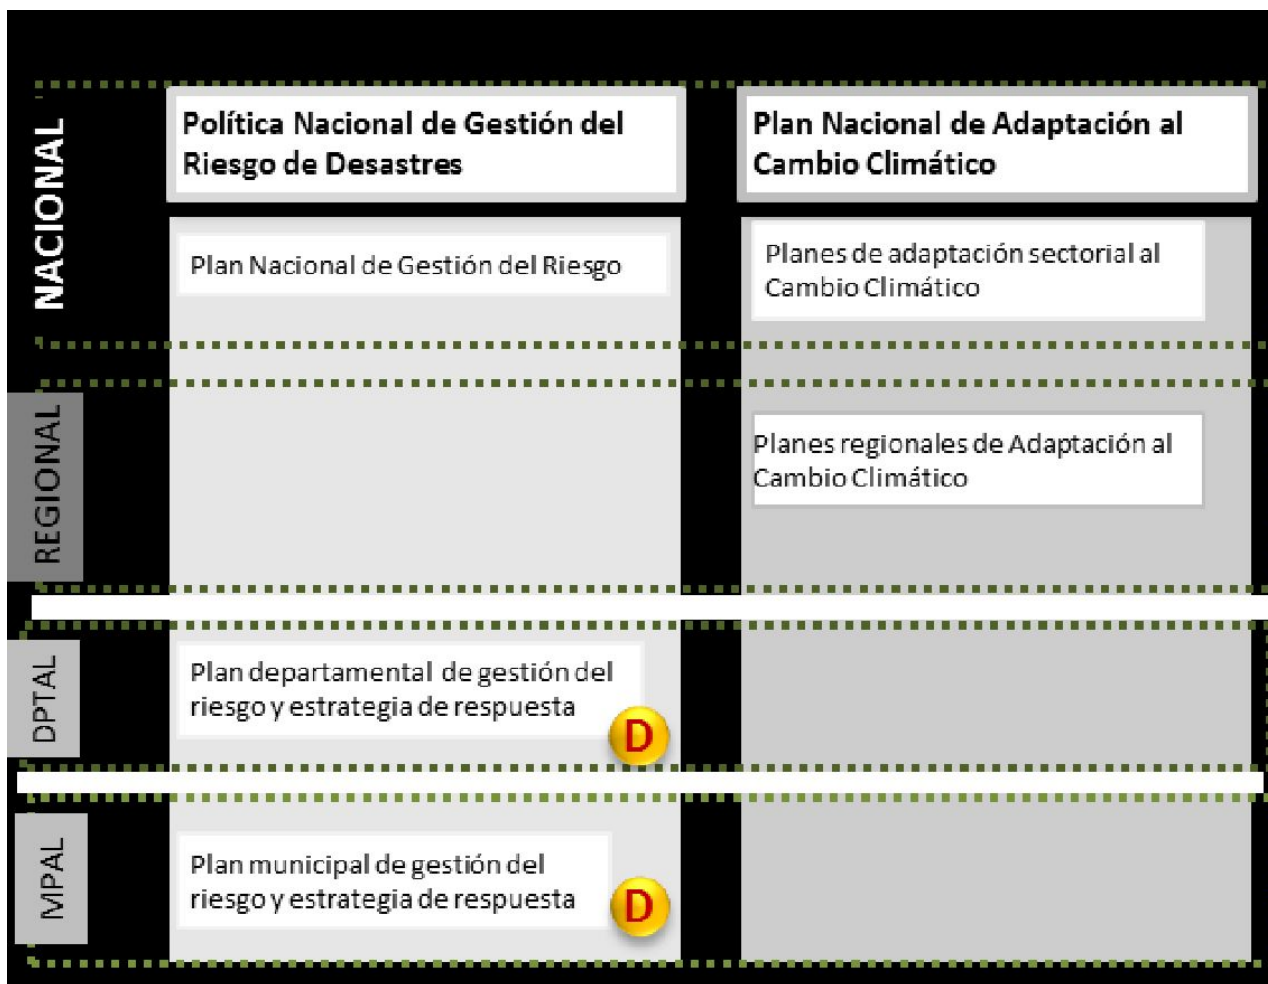 NACIONAL
Política Nacional de Gestión del
Riesgo de Desastres
Plan Nacional de Adaptación al
Cambio Climático
Plan Nacional de Gestión del Riesgo
Planes de adaptación sectorial al
Cambio Climático
REGIONAL
Planes regionales de Adaptación al
Cambio Climático
DPTAL
Plan departamental de gestión del
riesgo y estrategia de respuesta
D
MPAL
Plan municipal de gestión del
riesgo y estrategia de respuesta
D